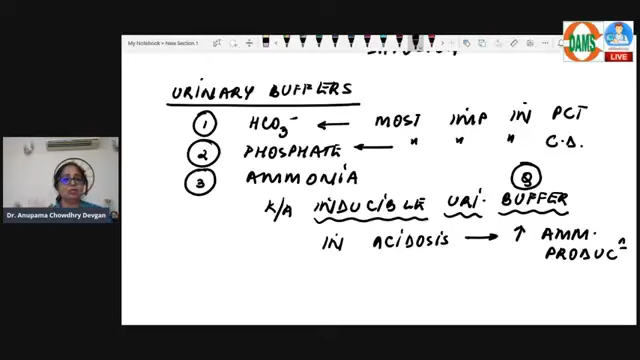 My Notebook > New Section 1
DAMS
LIVE
URINARY BUFFERS
1 HCO3- ← MOST IMP IN PCT
2 PHOSPHATE ← " " " C.D.
3 AMMONIA
Q
K/A INDUCIBLE URI. BUFFER
IN ACIDOSIS → ↑ AMM.
PRODUCn
Dr. Anupama Chowdhry Devgan